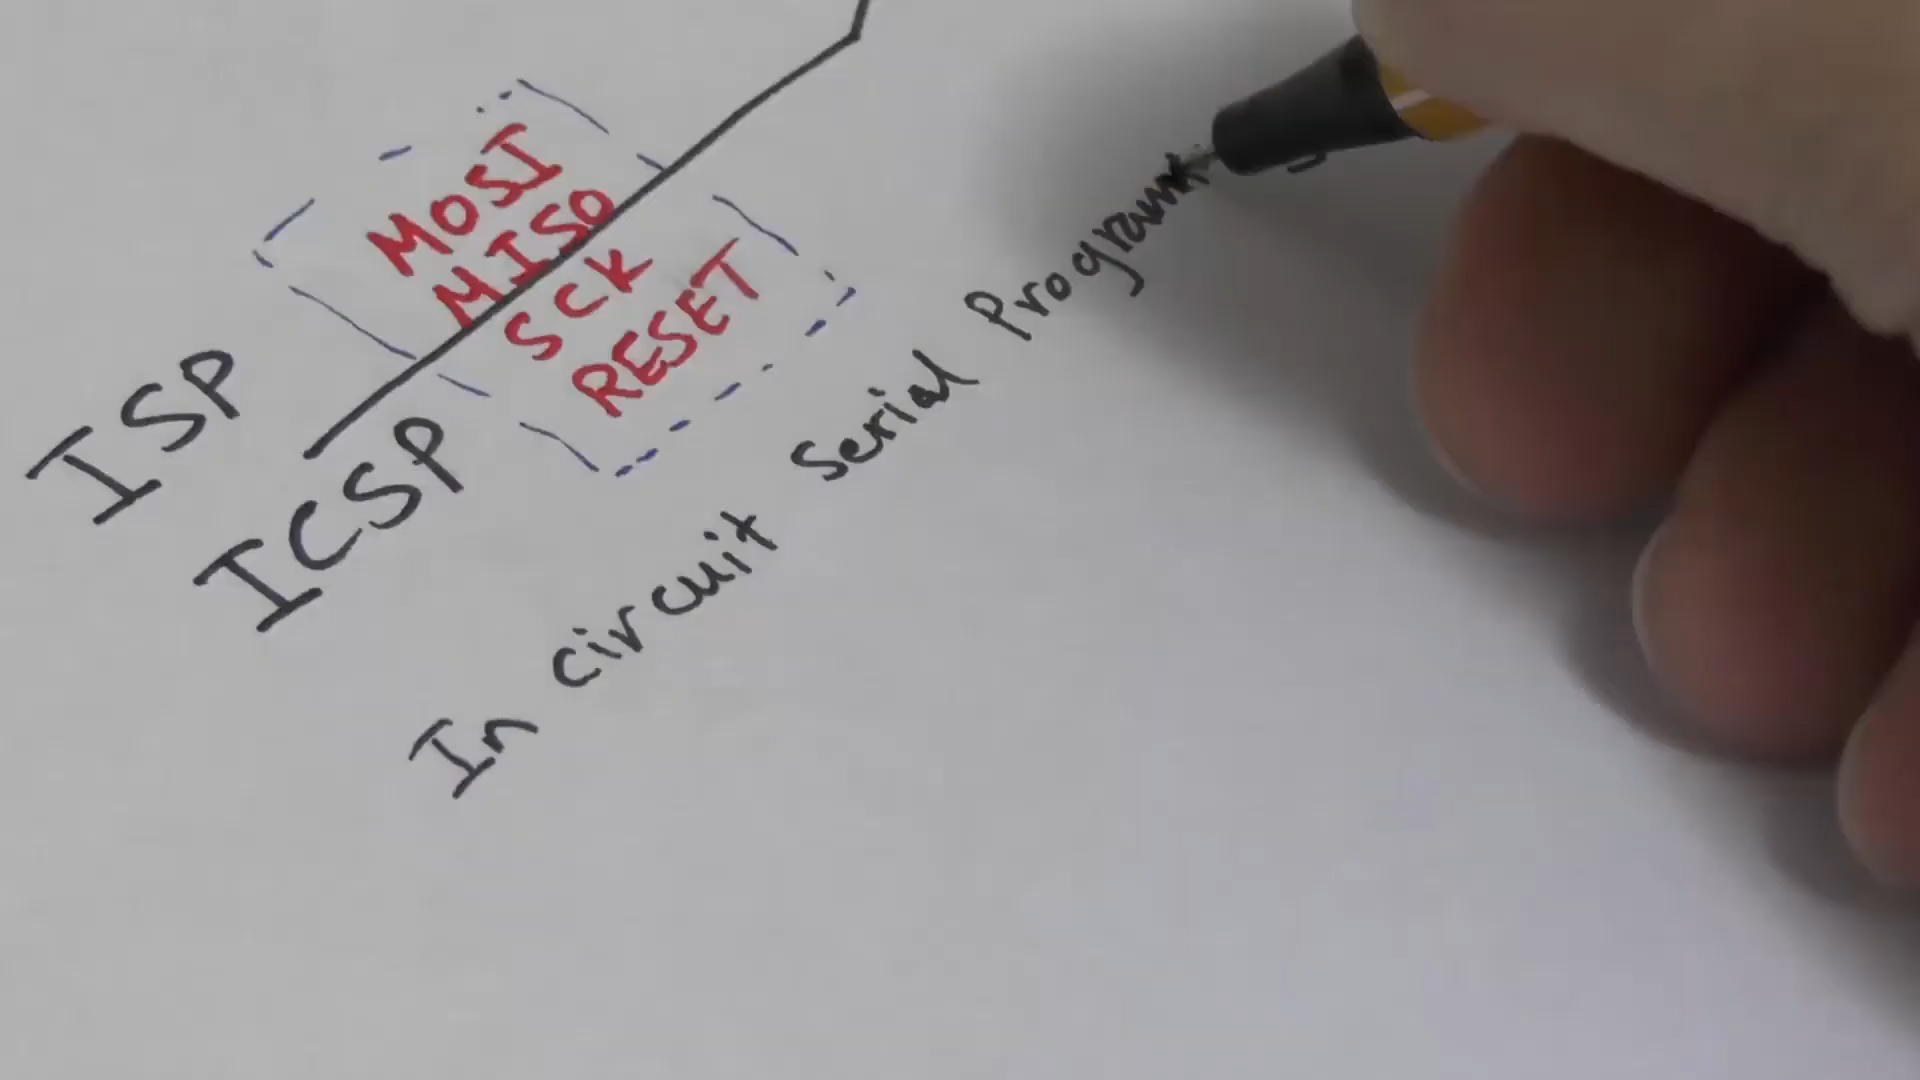 MOSI
MISO
SCK
RESET
ISP
ICSP
In circuit Serial Program